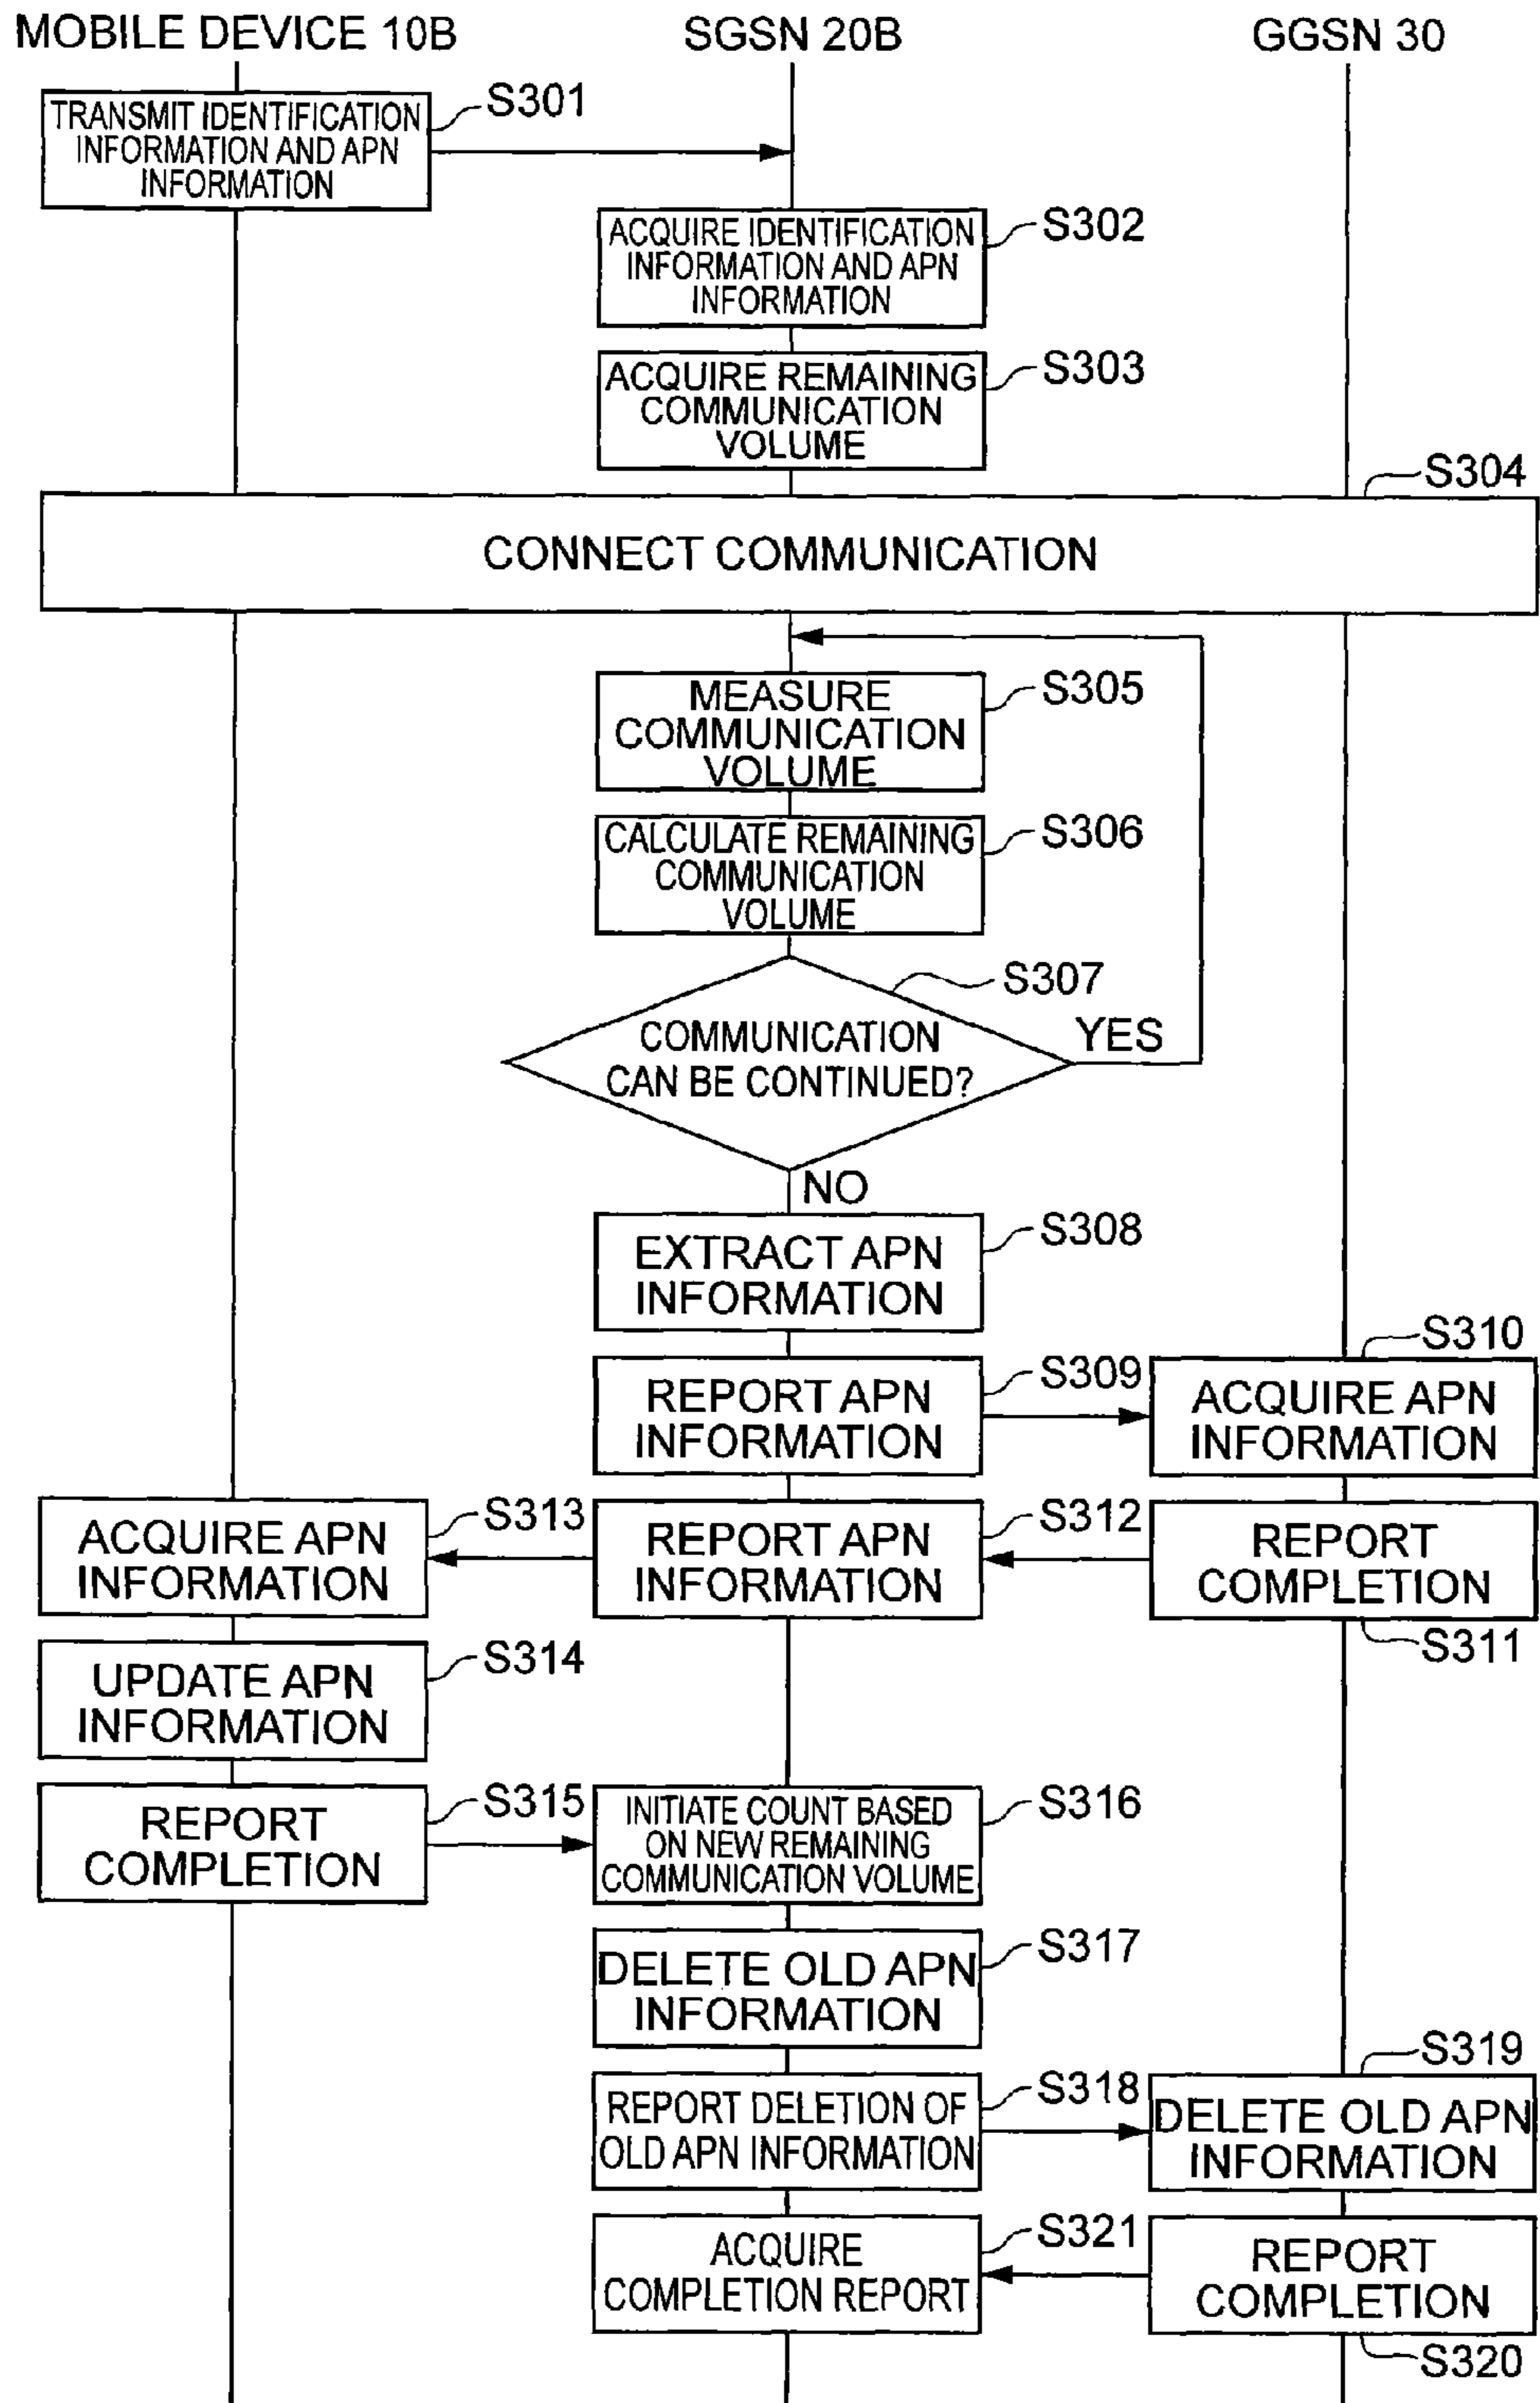 MOBILE DEVICE 10B
SGSN 20B
GGSN 30
TRANSMIT IDENTIFICATION
INFORMATION AND APN
INFORMATION
S301
ACQUIRE IDENTIFICATION
INFORMATION AND APN
INFORMATION
S302
ACQUIRE REMAINING
COMMUNICATION
VOLUME
S303
S304
CONNECT COMMUNICATION
MEASURE
COMMUNICATION
VOLUME
S305
CALCULATE REMAINING
COMMUNICATION
VOLUME
S306
S307
COMMUNICATION
CAN BE CONTINUED?
YES
NO
EXTRACT APN
INFORMATION
S308
REPORT APN
INFORMATION
S309
S310
ACQUIRE APN
INFORMATION
ACQUIRE APN
INFORMATION
S313
REPORT APN
INFORMATION
S312
REPORT
COMPLETION
S311
UPDATE APN
INFORMATION
S314
REPORT
COMPLETION
S315
INITIATE COUNT BASED
ON NEW REMAINING
COMMUNICATION VOLUME
S316
DELETE OLD APN
INFORMATION
S317
REPORT DELETION OF
OLD APN INFORMATION
S318
S319
DELETE OLD APN
INFORMATION
ACQUIRE
COMPLETION REPORT
S321
REPORT
COMPLETION
S320